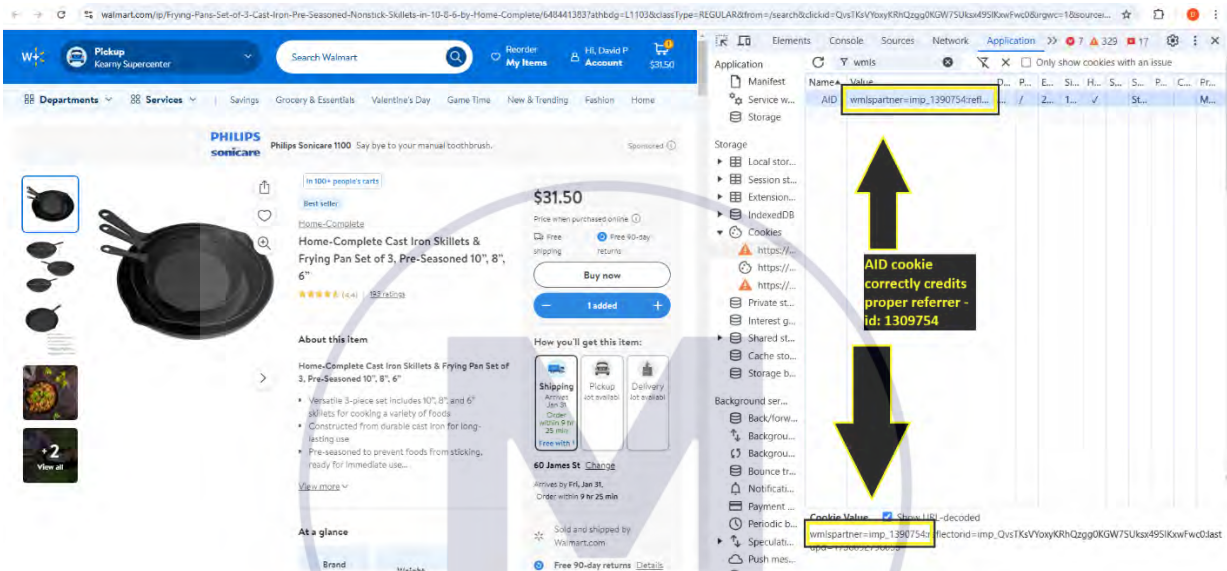 walmart.com/ip/Frying-Pans-Set-of-3-Cast-Iron-Pre-Seasoned-Nonstick-Skillets-in-10-8-6-by-Home-Complete/648441383?athbdg=L1103&classType=REGULAR&from=/search&clickid=QvsTKsVYoxyKRhQzgg0KGW7SUksx49SIKxwFwc0&irgwc=1&sourcei...
Pickup
Kearny Supercenter
Search Walmart
Reorder
My Items
Hi, David P
Account
$31.50
Departments
Services
Savings
Grocery & Essentials
Valentine's Day
Game Time
New & Trending
Fashion
Home
PHILIPS
sonicare
Philips Sonicare 1100 Say bye to your manual toothbrush.
Sponsored
In 100+ people's carts
Best seller
Home-Complete
Home-Complete Cast Iron Skillets &
Frying Pan Set of 3, Pre-Seasoned 10", 8",
6"
(4.4) | 193 ratings
About this item
Home-Complete Cast Iron Skillets & Frying Pan Set of
3, Pre-Seasoned 10", 8", 6"
Versatile 3-piece set includes 10", 8", and 6"
skillets for cooking a variety of foods
Constructed from durable cast iron for long-
lasting use
Pre-seasoned to prevent foods from sticking,
ready for immediate use...
View more
At a glance
Brand
Weight
+2
View all
$31.50
Price when purchased online
Free
shipping
Free 90-day
returns
Buy now
− 1 added +
How you'll get this item:
Shipping
Arrives
Jan 31
Order
within 9 hr
25 min
Free with
Pickup
Not availabl
Delivery
Not availabl
60 James St Change
Arrives by Fri, Jan 31,
Order within 9 hr 25 min
Sold and shipped by
Walmart.com
Free 90-day returns Details
Elements
Console
Sources
Network
Application
7
329
17
Application
Manifest
Service w...
Storage
Storage
Local stor...
Session st...
Extension...
IndexedDB
Cookies
https://...
https://...
https://...
Private st...
Interest g...
Shared st...
Cache sto...
Storage b...
Background ser...
Back/forw...
Backgrou...
Backgrou...
Bounce tr...
Notificati...
Payment ...
Periodic b...
Speculati...
Push mes...
wmls
Only show cookies with an issue
Name Value D... P... E... Si... H... S... S... P... C... Pr...
AID wmlspartner=imp_1390754:refl... ... / 2... 1... ✓ St... M...
AID cookie
correctly credits
proper referrer -
id: 1309754
Cookie Value Show URL-decoded
wmlspartner=imp_1390754:reflectorid=imp_QvsTKsVYoxyKRhQzgg0KGW7SUksx49SIKxwFwc0:last